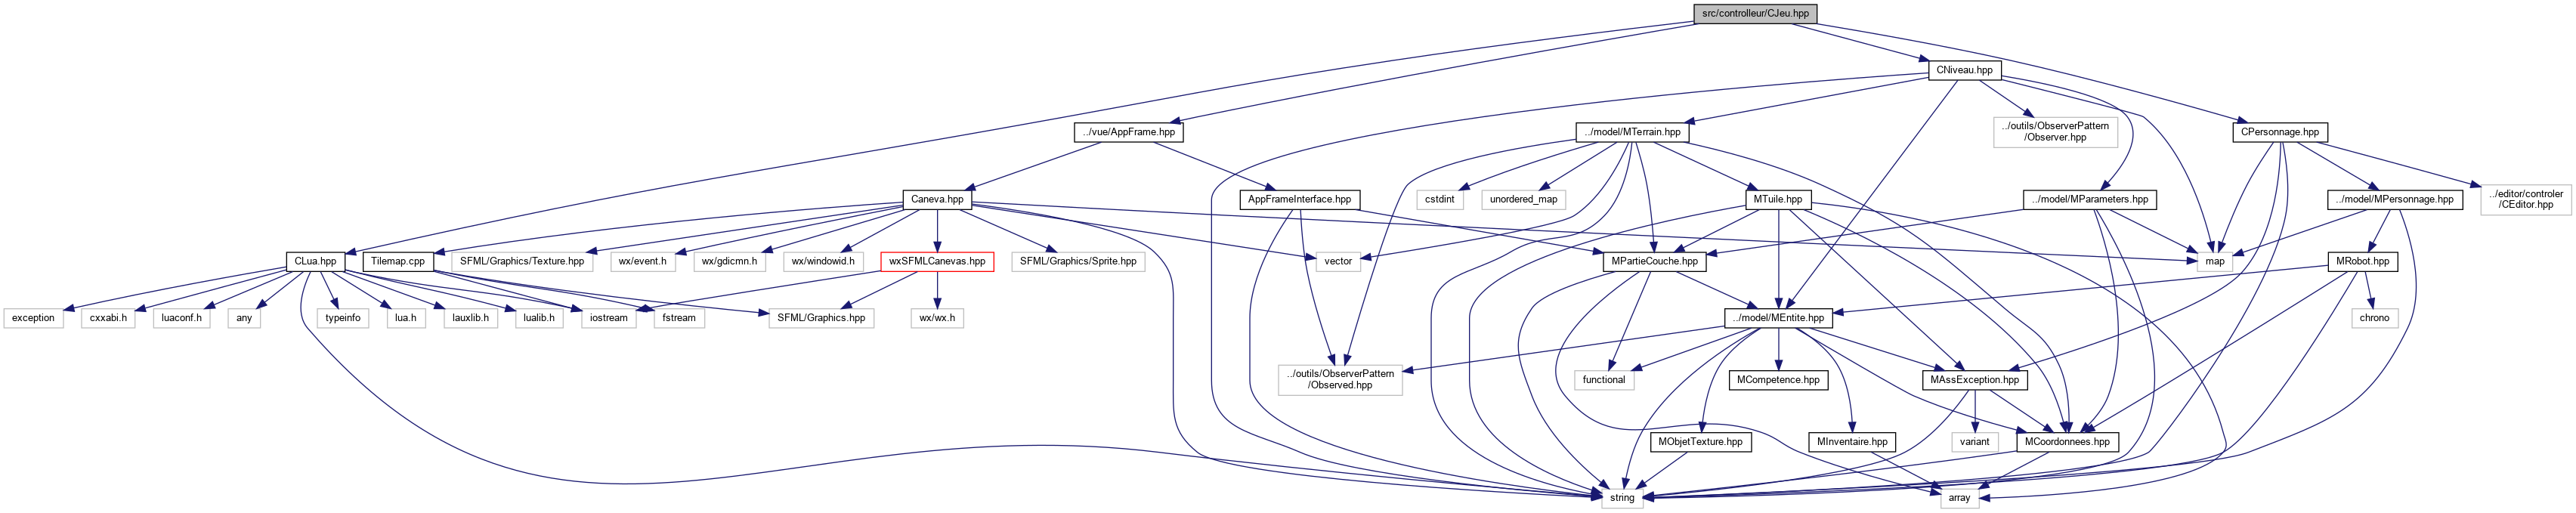 src/controlleur/CJeu.hpp
CNiveau.hpp
../vue/AppFrame.hpp
../model/MTerrain.hpp
../outils/ObserverPattern
/Observer.hpp
CPersonnage.hpp
Caneva.hpp
AppFrameInterface.hpp
cstdint
unordered_map
MTuile.hpp
../model/MParameters.hpp
../model/MPersonnage.hpp
../editor/controler
/CEditor.hpp
CLua.hpp
Tilemap.cpp
SFML/Graphics/Texture.hpp
wx/event.h
wx/gdicmn.h
wx/windowid.h
wxSFMLCanevas.hpp
SFML/Graphics/Sprite.hpp
vector
MPartieCouche.hpp
map
MRobot.hpp
exception
cxxabi.h
luaconf.h
any
typeinfo
lua.h
lauxlib.h
lualib.h
iostream
fstream
SFML/Graphics.hpp
wx/wx.h
../model/MEntite.hpp
chrono
../outils/ObserverPattern
/Observed.hpp
functional
MCompetence.hpp
MAssException.hpp
MObjetTexture.hpp
MInventaire.hpp
variant
MCoordonnees.hpp
string
array